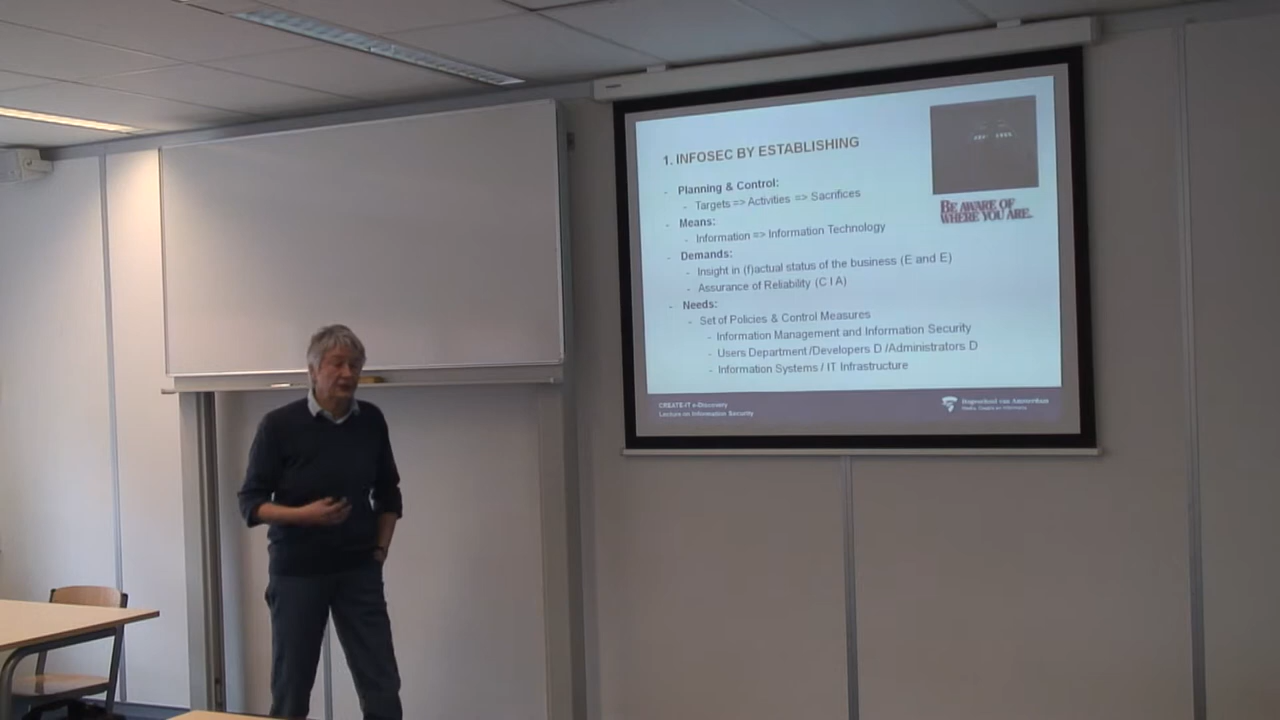 1. INFOSEC BY ESTABLISHING
- Planning & Control:
- Targets => Activities => Sacrifices
- Means:
- Information => Information Technology
- Demands:
- Insight in (f)actual status of the business (E and E)
- Assurance of Reliability (C I A)
- Needs:
- Set of Policies & Control Measures
- Information Management and Information Security
- Users Department /Developers D /Administrators D
- Information Systems / IT Infrastructure
BE AWARE OF
WHERE YOU ARE.
CREATE-IT e-Discovery
Lecture on Information Security
Hogeschool van Amsterdam